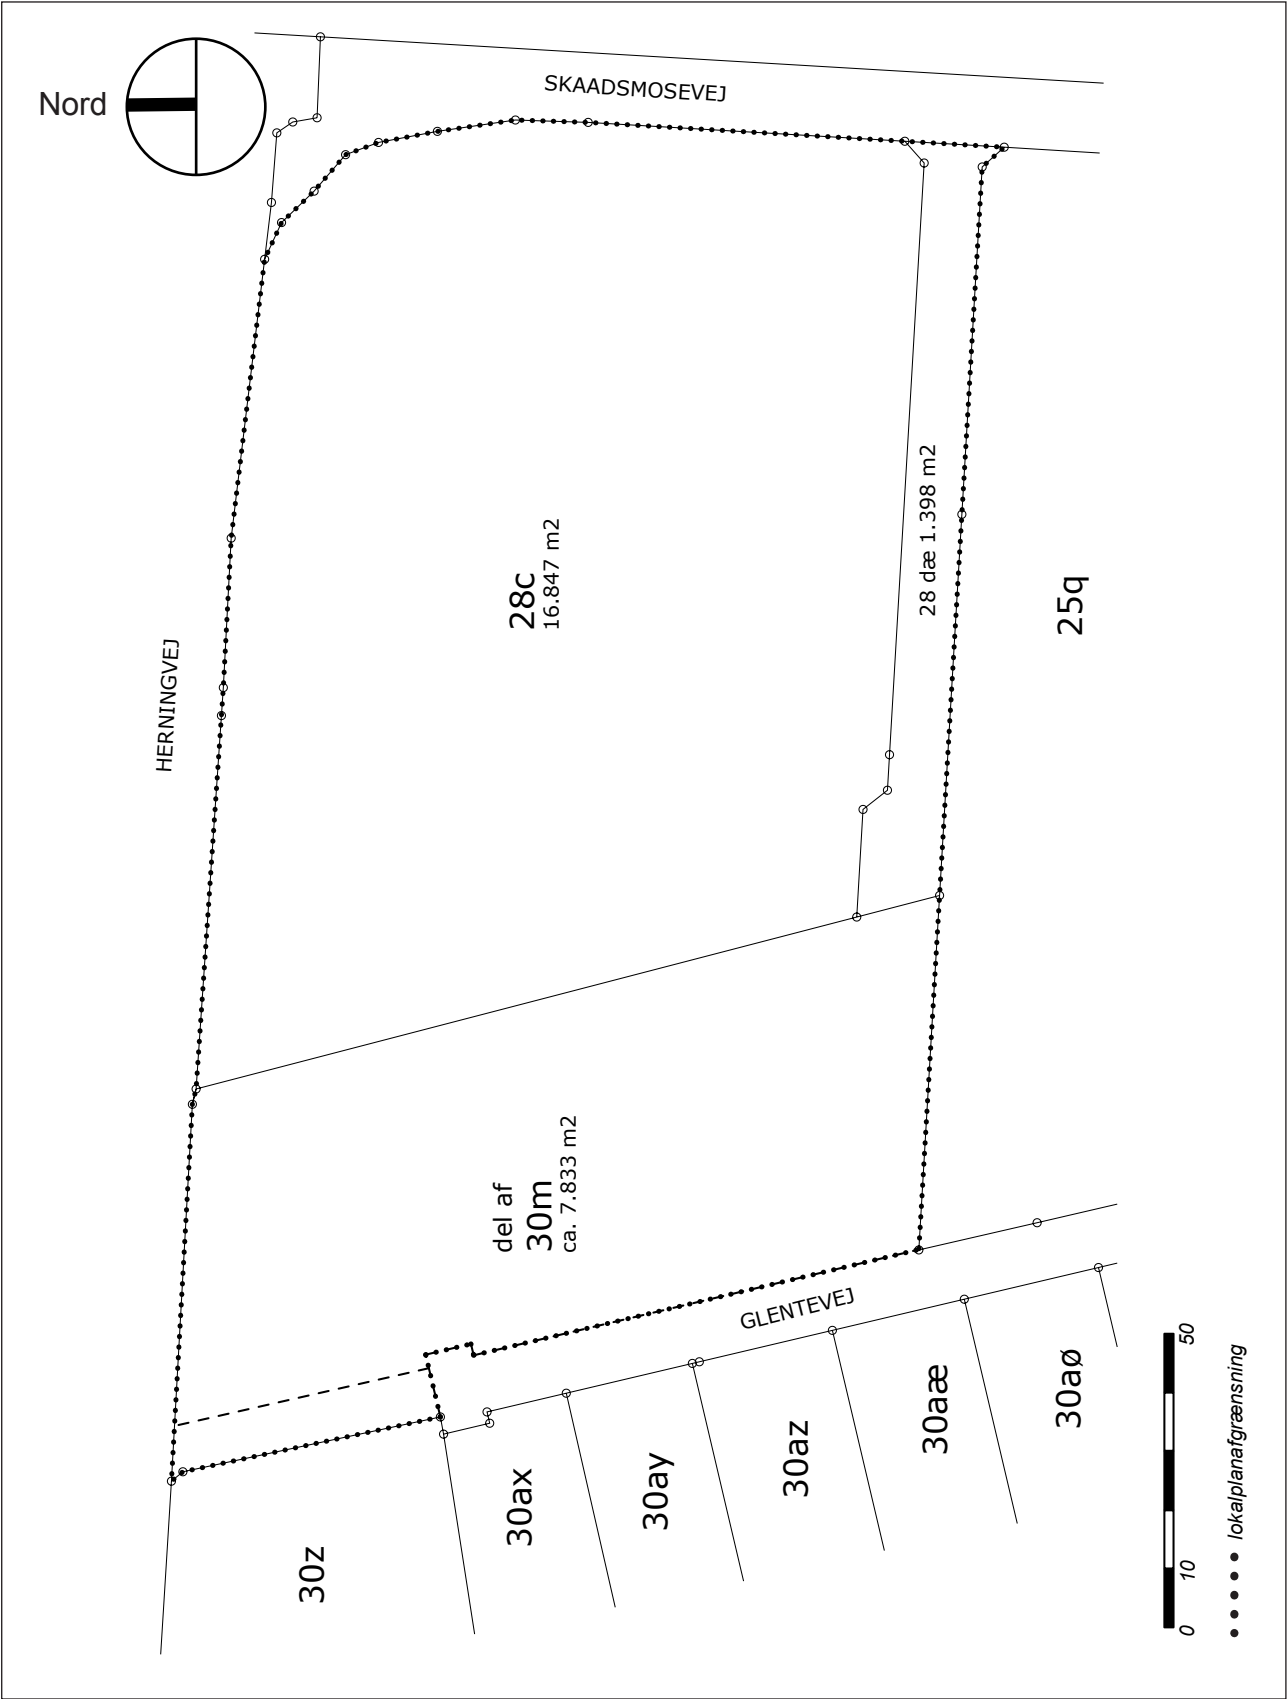 Nord
SKAADSMOSEVEJ
HERNINGVEJ
28c
16.847 m2
28 dæ 1.398 m2
25q
del af
30m
ca. 7.833 m2
GLENTEVEJ
30z
30ax
30ay
30az
30aæ
30aø
0 10 50
lokalplanafgrænsning